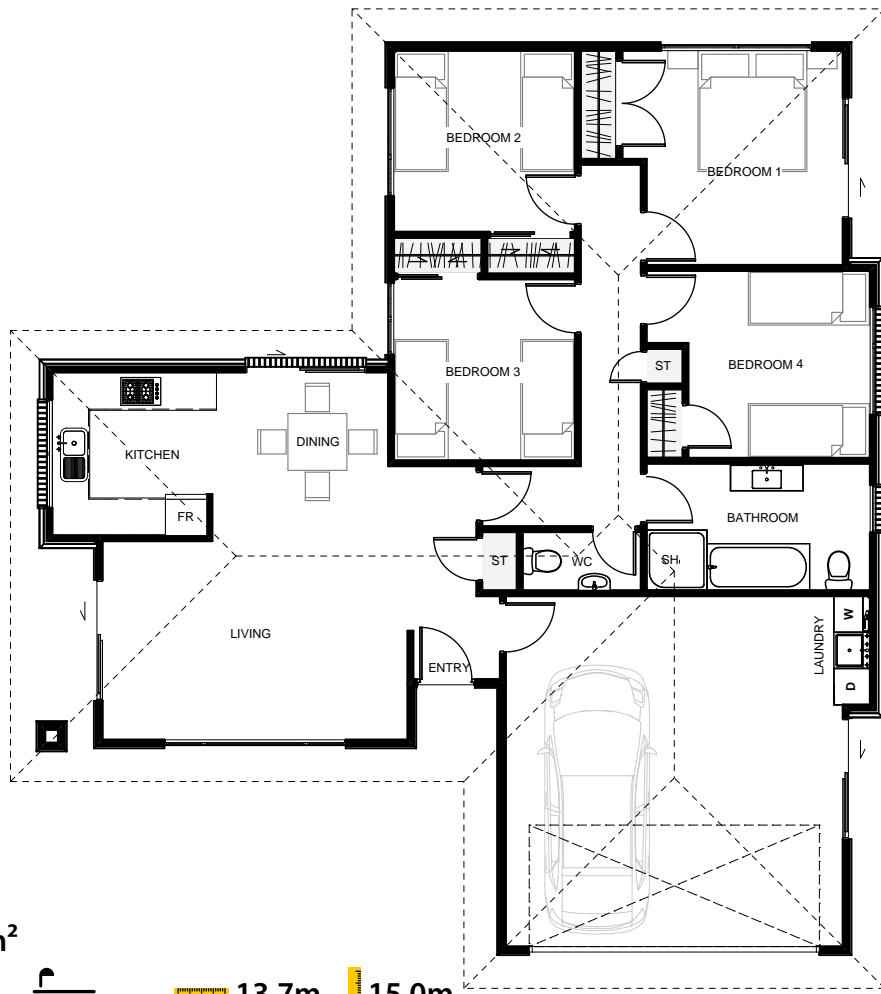 BEDROOM 2
BEDROOM 1
BEDROOM 3
ST
BEDROOM 4
KITCHEN
DINING
FR
BATHROOM
ST
WC
SH
LIVING
ENTRY
LAUNDRY
W
D
m²
13.7m
15.0m